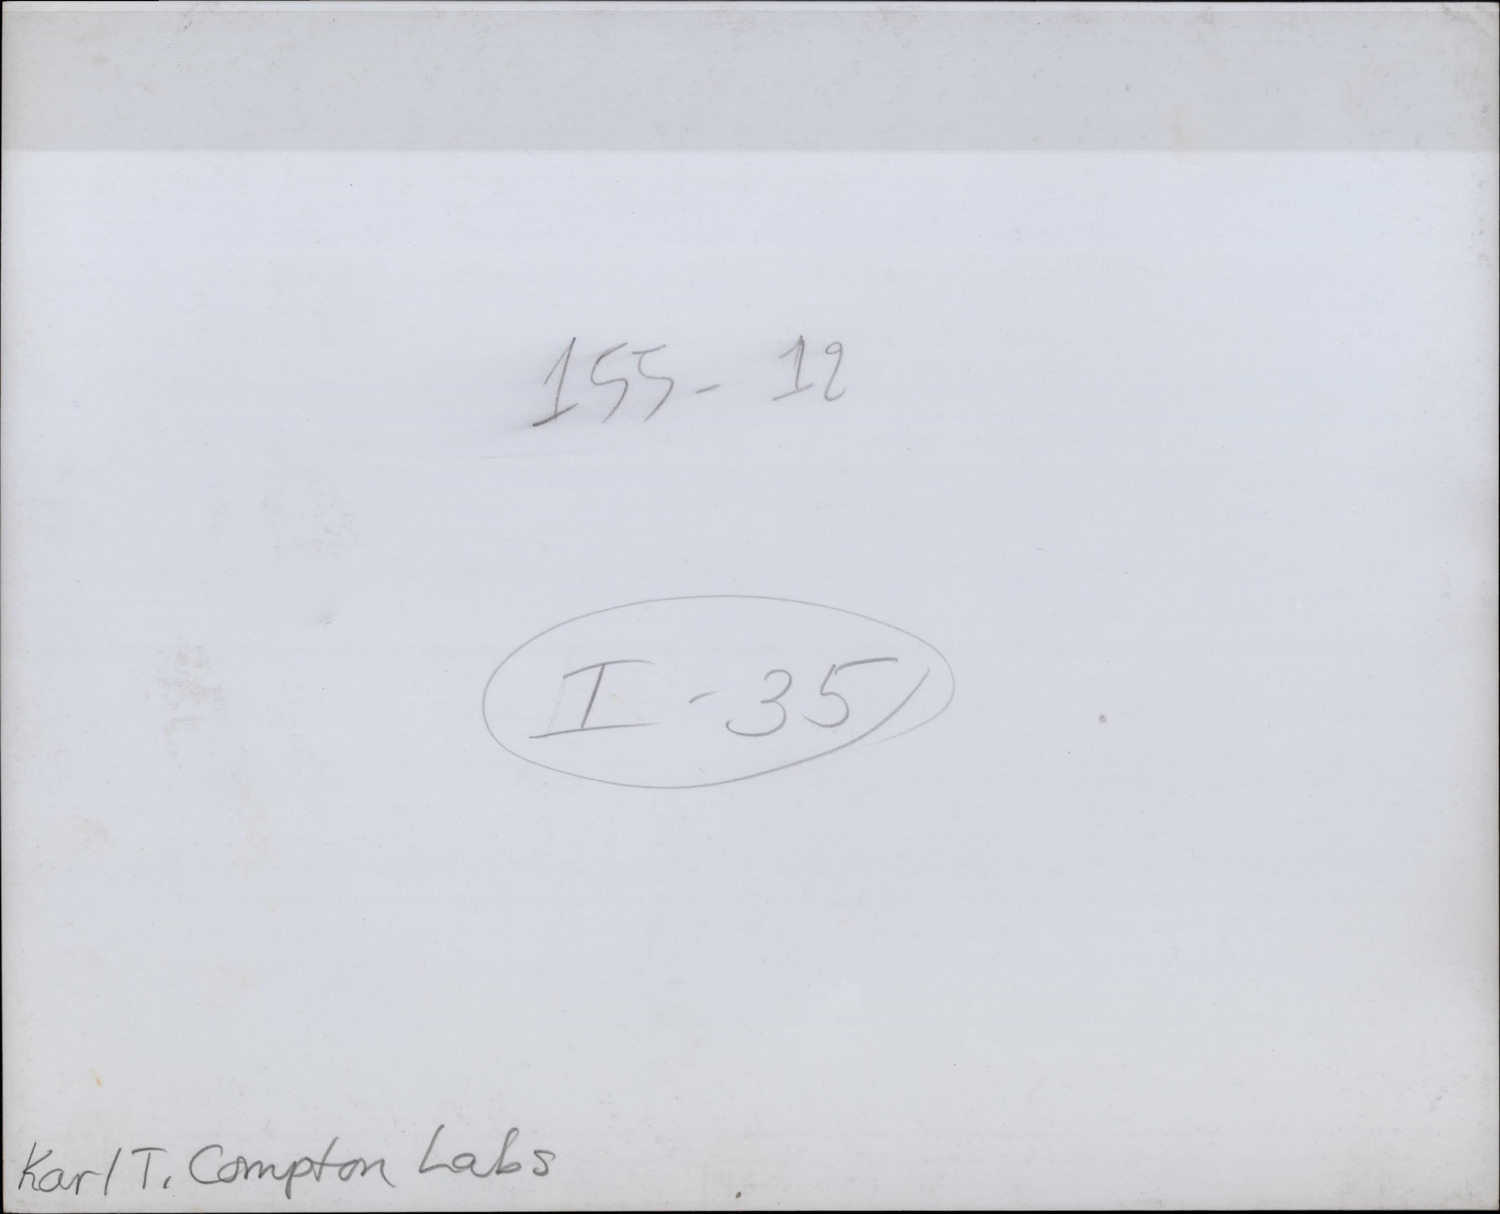 155- 12
I - 35
Karl T. Compton Labs